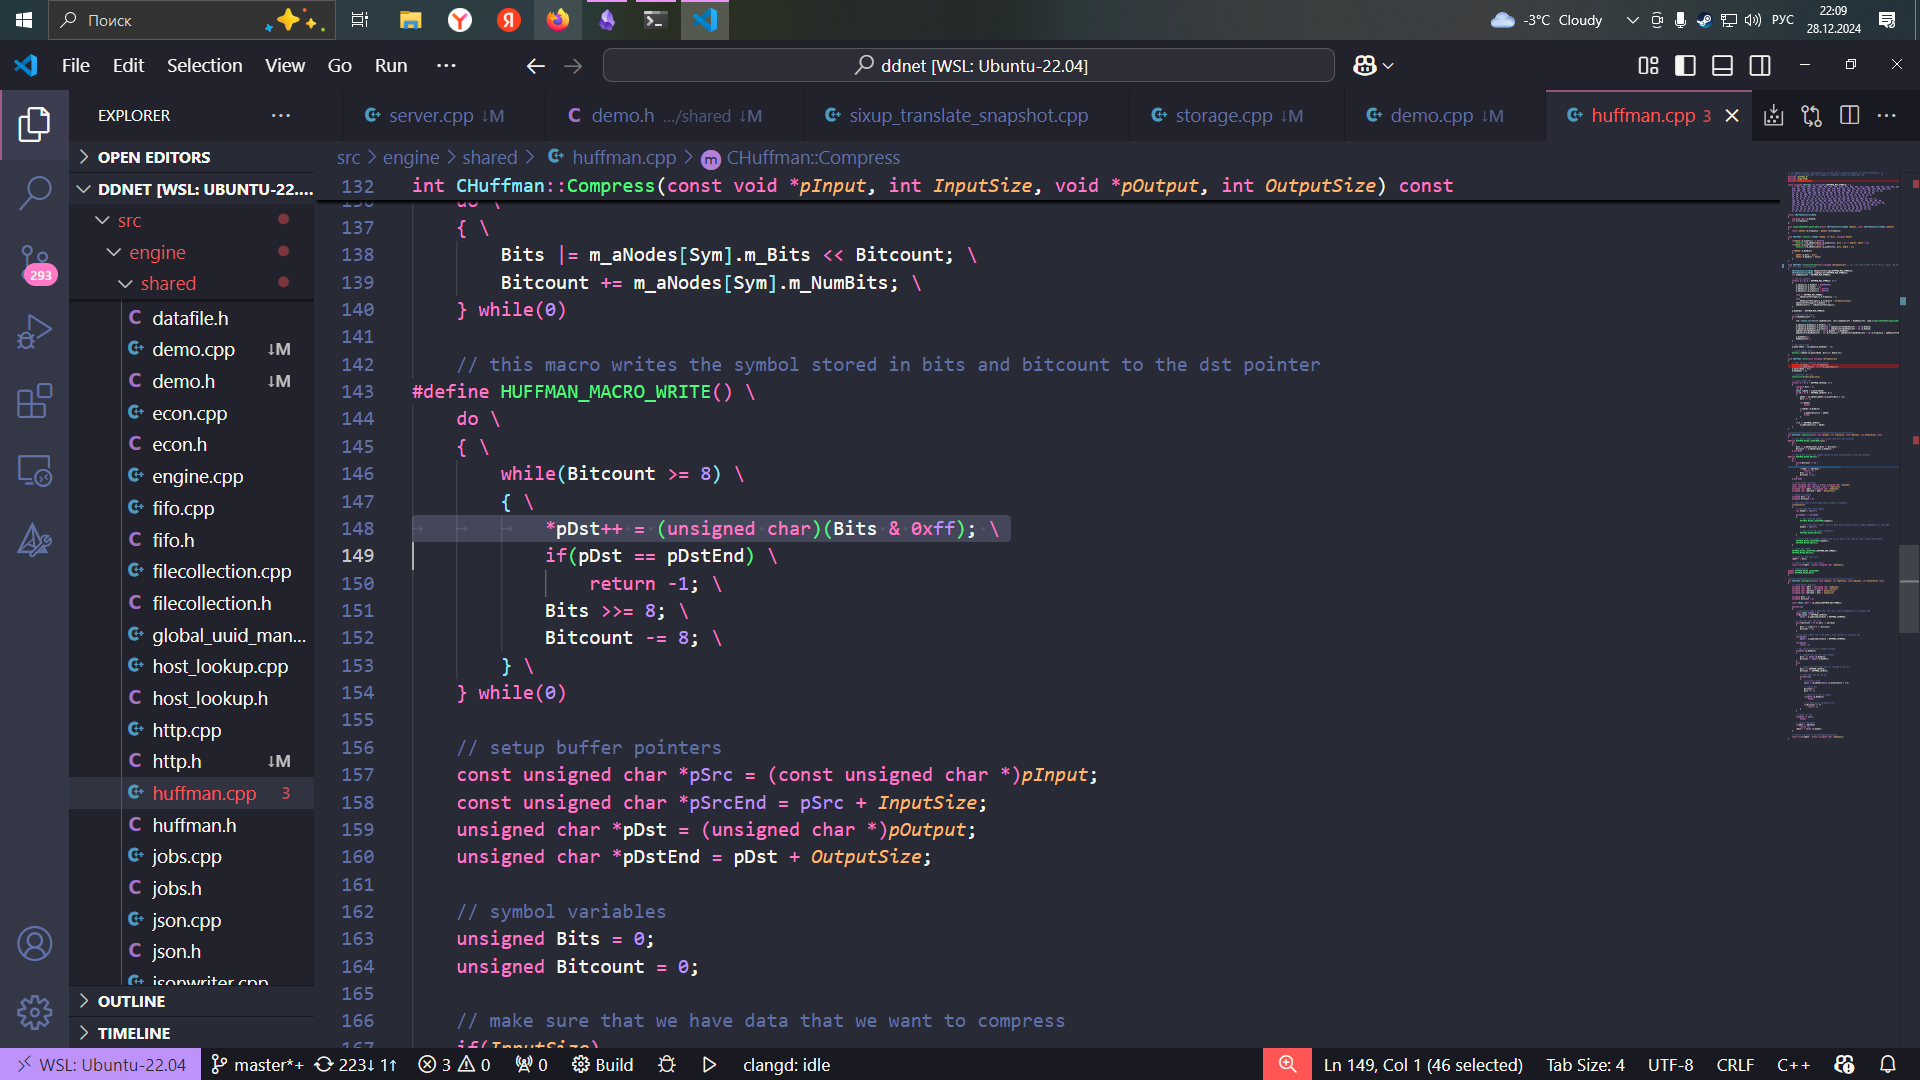 Поиск
-3°C Cloudy
РУС
22:09
28.12.2024
File Edit Selection View Go Run ···
ddnet [WSL: Ubuntu-22.04]
EXPLORER
server.cpp ↓M
demo.h .../shared ↓M
sixup_translate_snapshot.cpp
storage.cpp ↓M
demo.cpp ↓M
huffman.cpp 3
OPEN EDITORS
DDNET [WSL: UBUNTU-22....
src
engine
shared
datafile.h
demo.cpp ↓M
demo.h ↓M
econ.cpp
econ.h
engine.cpp
fifo.cpp
fifo.h
filecollection.cpp
filecollection.h
global_uuid_man...
host_lookup.cpp
host_lookup.h
http.cpp
http.h ↓M
huffman.cpp 3
huffman.h
jobs.cpp
jobs.h
json.cpp
json.h
jsonwriter.cpp
OUTLINE
TIMELINE
293
src > engine > shared > huffman.cpp > CHuffman::Compress
132 int CHuffman::Compress(const void *pInput, int InputSize, void *pOutput, int OutputSize) const
136 do \
137 { \
138 Bits |= m_aNodes[Sym].m_Bits << Bitcount; \
139 Bitcount += m_aNodes[Sym].m_NumBits; \
140 } while(0)
141
142 // this macro writes the symbol stored in bits and bitcount to the dst pointer
143 #define HUFFMAN_MACRO_WRITE() \
144 do \
145 { \
146 while(Bitcount >= 8) \
147 { \
148 *pDst++ = (unsigned char)(Bits & 0xff); \
149 if(pDst == pDstEnd) \
150 return -1; \
151 Bits >>= 8; \
152 Bitcount -= 8; \
153 } \
154 } while(0)
155
156 // setup buffer pointers
157 const unsigned char *pSrc = (const unsigned char *)pInput;
158 const unsigned char *pSrcEnd = pSrc + InputSize;
159 unsigned char *pDst = (unsigned char *)pOutput;
160 unsigned char *pDstEnd = pDst + OutputSize;
161
162 // symbol variables
163 unsigned Bits = 0;
164 unsigned Bitcount = 0;
165
166 // make sure that we have data that we want to compress
167 if(InputSize)
WSL: Ubuntu-22.04 master*+ 223↓ 1↑ 3 0 0 Build clangd: idle
Ln 149, Col 1 (46 selected) Tab Size: 4 UTF-8 CRLF C++